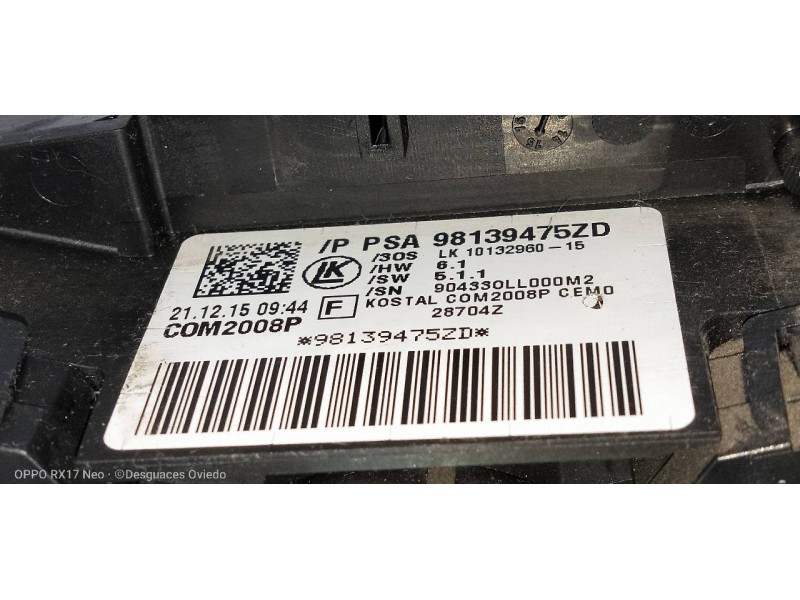 /P PSA 98139475ZD
/3OS LK 10132960-15
/HW 6.1
/SW 5.1.1
/SN 904330LL000M2
LK
21.12.15 09:44 F KOSTAL COM2008P CEM0
COM2008P 28704Z
*98139475ZD*
OPPO RX17 Neo · ©Desguaces Oviedo